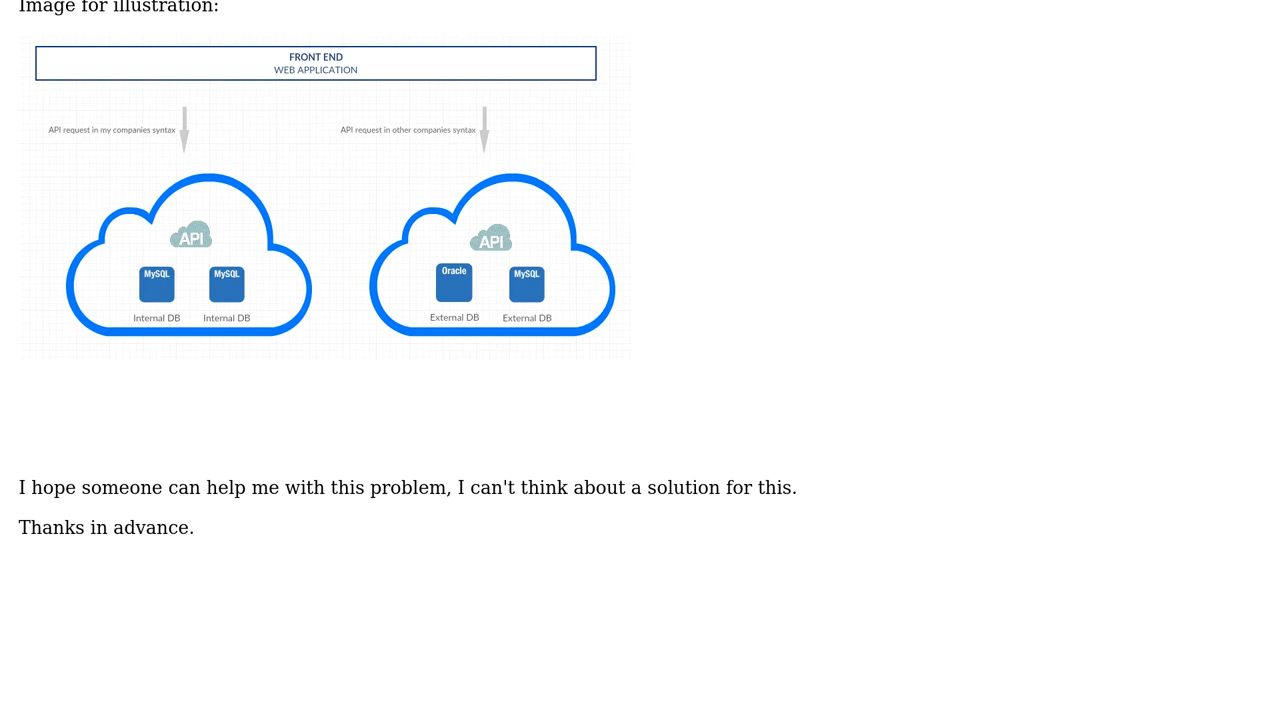 Image for illustration:
FRONT END
WEB APPLICATION
API request in my companies syntax
API request in other companies syntax
API
API
MySQL
MySQL
Oracle
MySQL
Internal DB
Internal DB
External DB
External DB
I hope someone can help me with this problem, I can't think about a solution for this.
Thanks in advance.